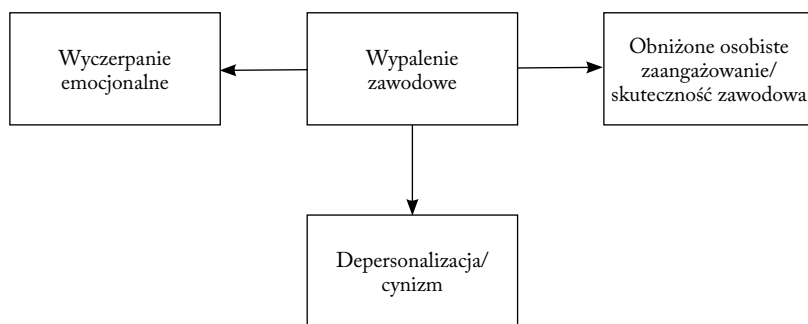 Wyczerpanie
emocjonalne
Wypalenie
zawodowe
Obniżone osobiste
zaangażowanie/
skuteczność zawodowa
Depersonalizacja/
cynizm